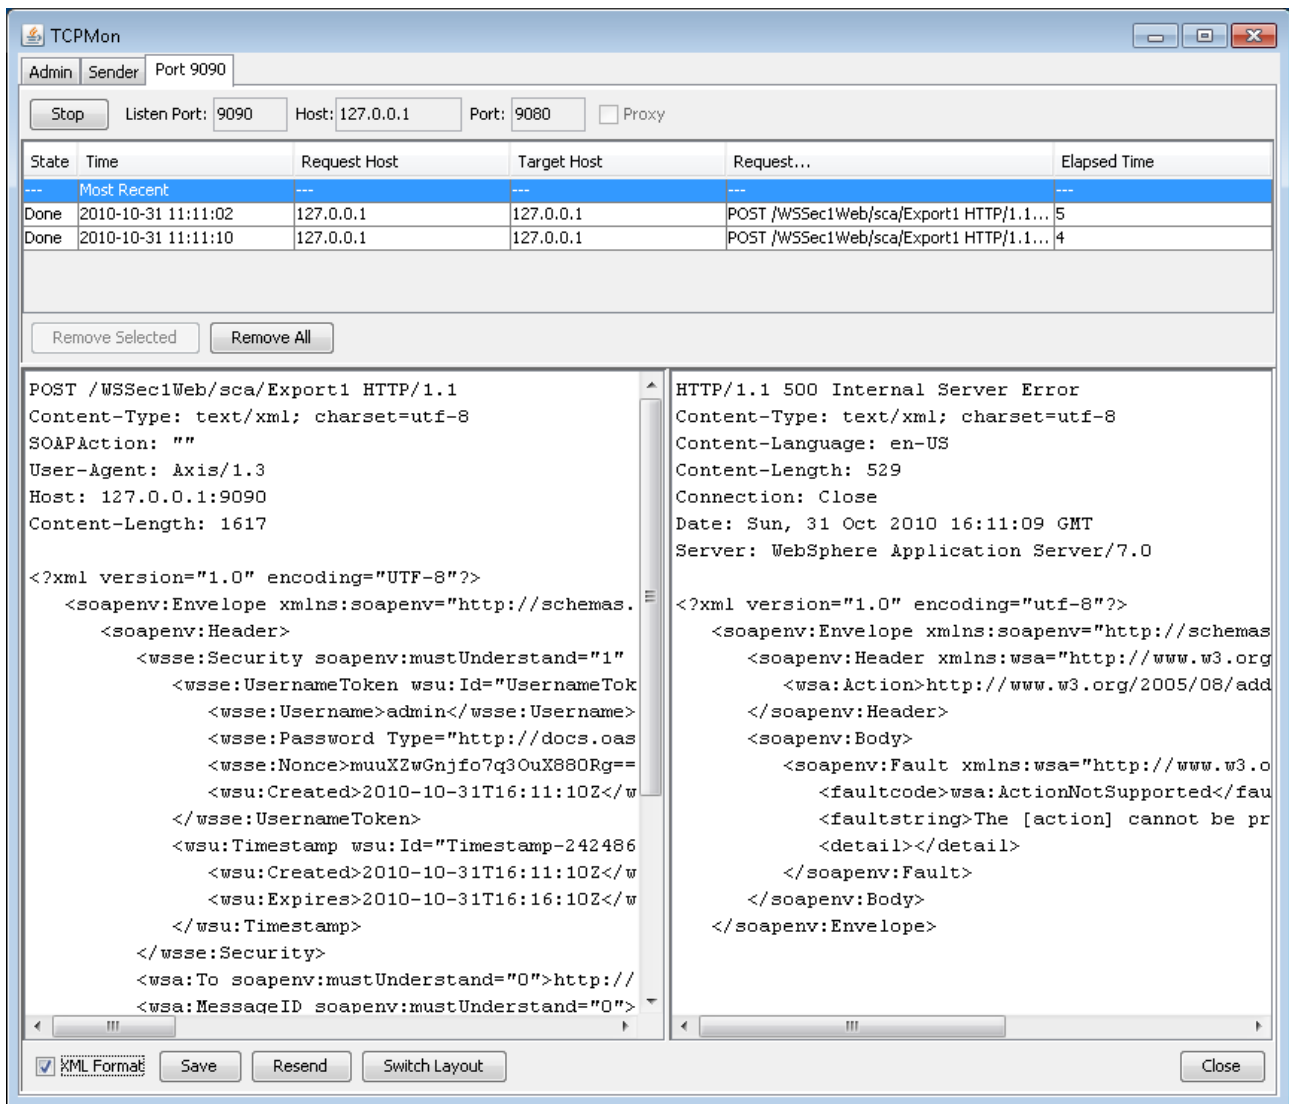 TCPMon
Admin Sender Port 9090
Stop Listen Port: 9090 Host: 127.0.0.1 Port: 9080 Proxy
State Time Request Host Target Host Request... Elapsed Time
--- Most Recent --- --- --- ---
Done 2010-10-31 11:11:02 127.0.0.1 127.0.0.1 POST /WSSec1Web/sca/Export1 HTTP/1.1... 5
Done 2010-10-31 11:11:10 127.0.0.1 127.0.0.1 POST /WSSec1Web/sca/Export1 HTTP/1.1... 4
Remove Selected Remove All
POST /WSSec1Web/sca/Export1 HTTP/1.1
Content-Type: text/xml; charset=utf-8
SOAPAction: ""
User-Agent: Axis/1.3
Host: 127.0.0.1:9090
Content-Length: 1617
<?xml version="1.0" encoding="UTF-8"?>
<soapenv:Envelope xmlns:soapenv="http://schemas.
<soapenv:Header>
<wsse:Security soapenv:mustUnderstand="1"
<wsse:UsernameToken wsu:Id="UsernameTok
<wsse:Username>admin</wsse:Username>
<wsse:Password Type="http://docs.oas
<wsse:Nonce>muuXZwGnjfo7q3OuX88ORg==
<wsu:Created>2010-10-31T16:11:10Z</w
</wsse:UsernameToken>
<wsu:Timestamp wsu:Id="Timestamp-242486
<wsu:Created>2010-10-31T16:11:10Z</w
<wsu:Expires>2010-10-31T16:16:10Z</w
</wsu:Timestamp>
</wsse:Security>
<wsa:To soapenv:mustUnderstand="0">http://
<wsa:MessageID soapenv:mustUnderstand="0">
HTTP/1.1 500 Internal Server Error
Content-Type: text/xml; charset=utf-8
Content-Language: en-US
Content-Length: 529
Connection: Close
Date: Sun, 31 Oct 2010 16:11:09 GMT
Server: WebSphere Application Server/7.0
<?xml version="1.0" encoding="utf-8"?>
<soapenv:Envelope xmlns:soapenv="http://schemas
<soapenv:Header xmlns:wsa="http://www.w3.org
<wsa:Action>http://www.w3.org/2005/08/add
</soapenv:Header>
<soapenv:Body>
<soapenv:Fault xmlns:wsa="http://www.w3.o
<faultcode>wsa:ActionNotSupported</fau
<faultstring>The [action] cannot be pr
<detail></detail>
</soapenv:Fault>
</soapenv:Body>
</soapenv:Envelope>
XML Format Save Resend Switch Layout Close